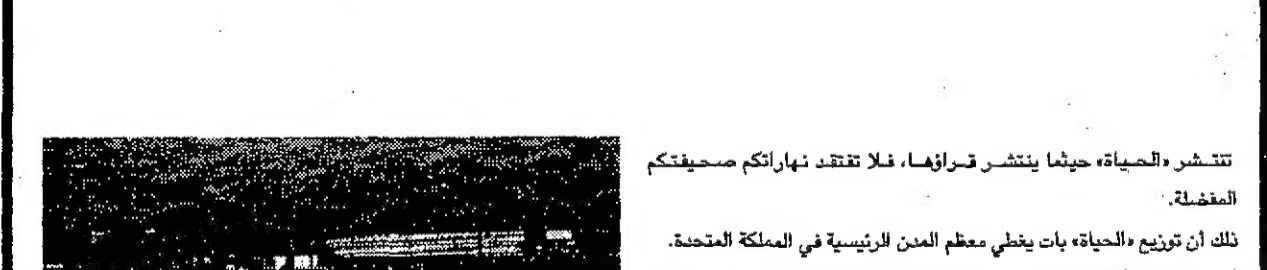 تنتشر «الحياة» حيثما ينتشر قراؤها، فلا تفتقد نهاراتكم صحيفتكم
المفضلة.
ذلك أن توزيع «الحياة» بات يغطي معظم المدن الرئيسية في المملكة المتحدة.